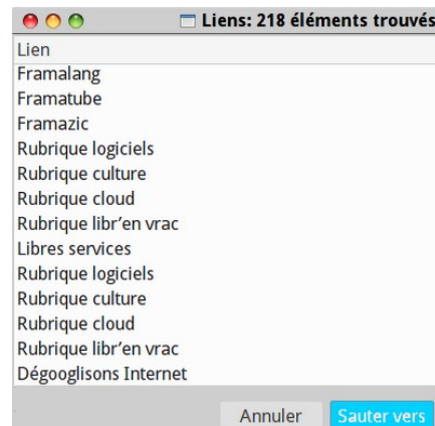 Liens: 218 éléments trouvés
Lien
Framalang
Framatube
Framazic
Rubrique logiciels
Rubrique culture
Rubrique cloud
Rubrique libr'en vrac
Libres services
Rubrique logiciels
Rubrique culture
Rubrique cloud
Rubrique libr'en vrac
Dégooglisons Internet
Annuler Sauter vers